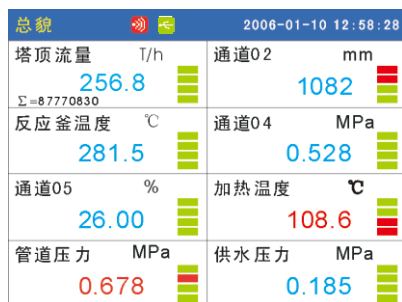 总貌 2006-01-10 12:58:28
塔顶流量 T/h 通道02 mm
256.8 1082
Σ=87770830
反应釜温度 ℃ 通道04 MPa
281.5 0.528
通道05 % 加热温度 ℃
26.00 108.6
管道压力 MPa 供水压力 MPa
0.678 0.185